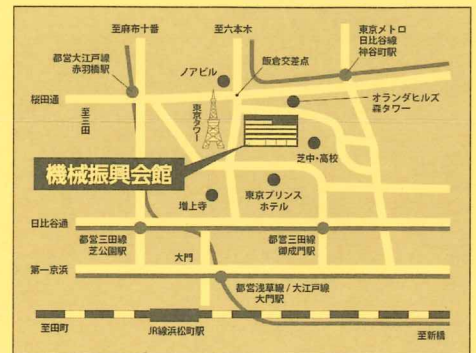 至麻布十番
至六本木
東京メトロ
日比谷線
神谷町駅
都営大江戸線
赤羽橋駅
ノアビル
飯倉交差点
桜田通
オランダヒルズ
森タワー
至三田
東京タワー
芝中・高校
機械振興会館
増上寺
東京プリンス
ホテル
日比谷通
都営三田線
芝公園駅
大門
都営三田線
御成門駅
第一京浜
都営浅草線/大江戸線
大門駅
至田町
JR線浜松町駅
至新橋